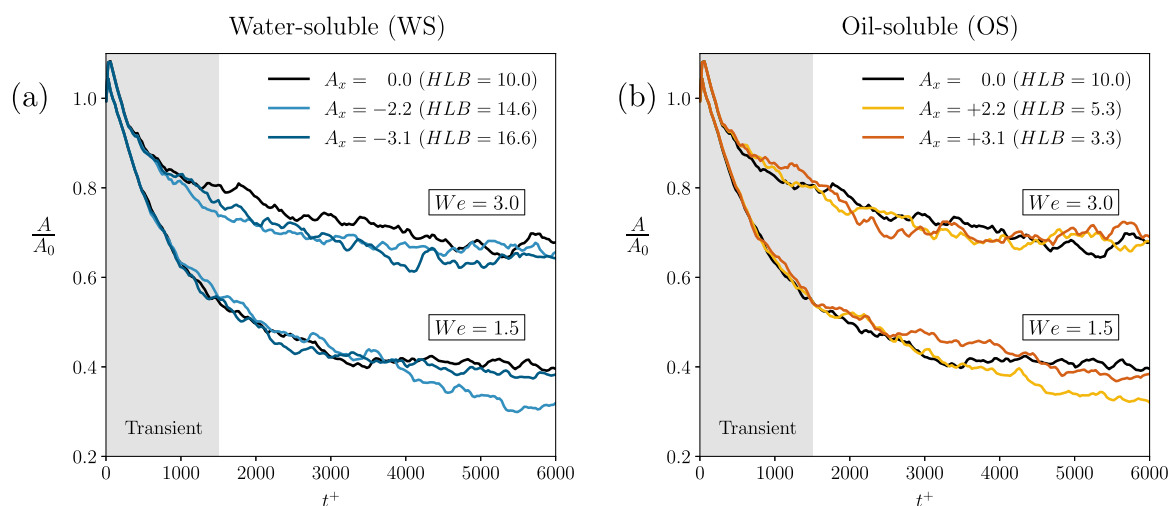 Water-soluble (WS)
(a)
A_x = 0.0 (HLB = 10.0)
A_x = −2.2 (HLB = 14.6)
A_x = −3.1 (HLB = 16.6)
We = 3.0
We = 1.5
Transient
A/A_0
1.0
0.8
0.6
0.4
0.2
0 1000 2000 3000 4000 5000 6000
t^+
Oil-soluble (OS)
(b)
A_x = 0.0 (HLB = 10.0)
A_x = +2.2 (HLB = 5.3)
A_x = +3.1 (HLB = 3.3)
We = 3.0
We = 1.5
Transient
A/A_0
1.0
0.8
0.6
0.4
0.2
0 1000 2000 3000 4000 5000 6000
t^+